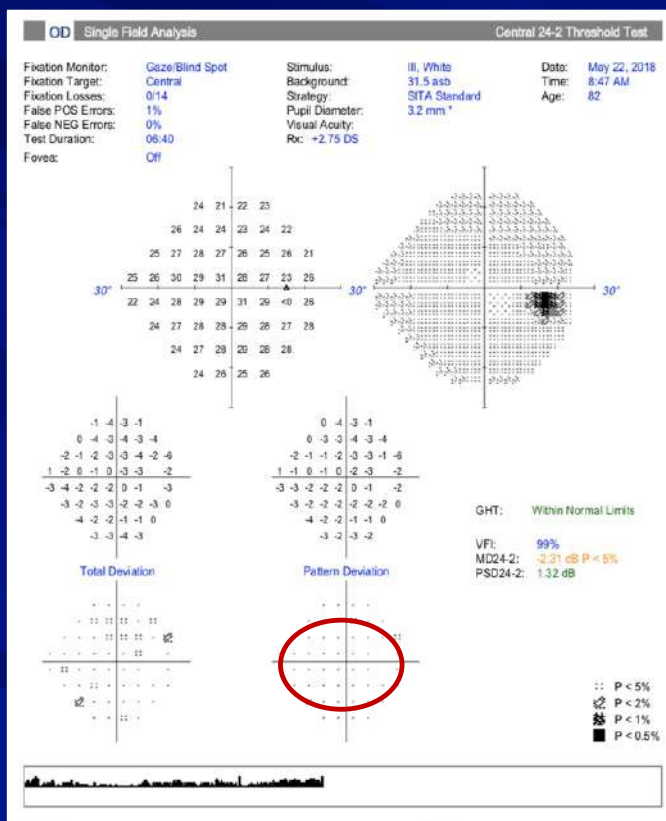 OD Single Field Analysis Central 24-2 Threshold Test
Fixation Monitor: Gaze/Blind Spot
Fixation Target: Central
Fixation Losses: 0/14
False POS Errors: 1%
False NEG Errors: 0%
Test Duration: 06:40
Fovea: Off
Stimulus: III, White
Background: 31.5 asb
Strategy: SITA Standard
Pupil Diameter: 3.2 mm *
Visual Acuity:
Rx: +2.75 DS
Date: May 22, 2018
Time: 8:47 AM
Age: 82
24 21 22 23
26 24 24 23 24 22
25 27 28 27 26 25 26 21
25 26 30 29 31 28 27 23 26
30° 30° 30°
22 24 28 29 29 31 29 <0 26
24 27 28 28 29 28 27 28
24 27 28 29 28 28
24 26 25 26
-1 -4 -3 -1
0 -4 -3 -4 -3 -4
-2 -1 -2 -3 -3 -4 -2 -6
1 -2 0 -1 0 -3 -3 -2
-3 -4 -2 -2 -2 0 -1 -3
-3 -2 -3 -3 -2 -2 -3 0
-4 -2 -2 -1 -1 0
-3 -3 -4 -3
Total Deviation
0 -4 -3 -1
0 -3 -3 -4 -3 -4
-2 -1 -1 -2 -3 -3 -1 -6
1 -1 0 -1 0 -2 -3 -2
-3 -3 -2 -2 -2 0 -1 -2
-3 -2 -2 -2 -2 -2 -2 0
-4 -2 -2 -1 -1 0
-3 -2 -3 -2
Pattern Deviation
GHT: Within Normal Limits
VFI: 99%
MD24-2: -2.31 dB P < 5%
PSD24-2: 1.32 dB
P < 5%
P < 2%
P < 1%
P < 0.5%